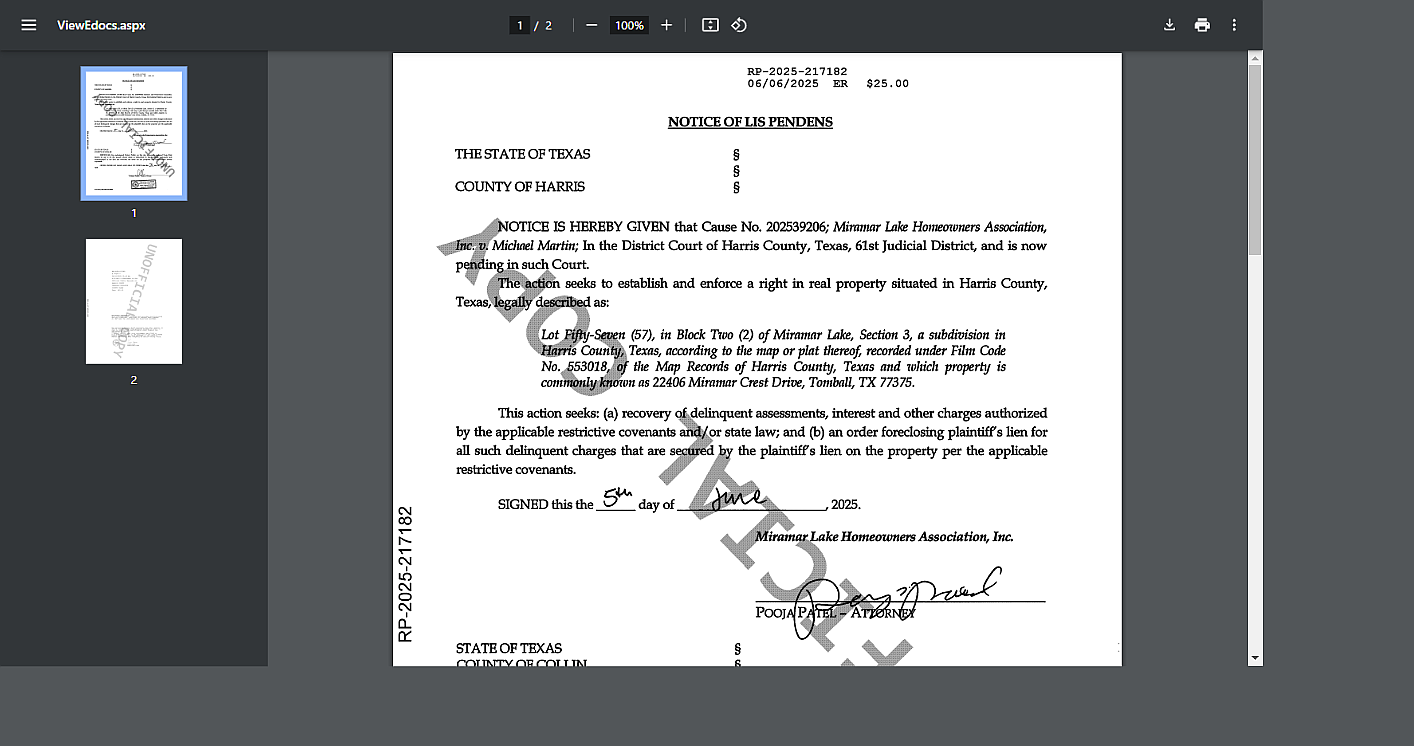 ViewEdocs.aspx
1 / 2
100%
1
2
RP-2025-217182
06/06/2025 ER $25.00
NOTICE OF LIS PENDENS
THE STATE OF TEXAS §
§
COUNTY OF HARRIS §
NOTICE IS HEREBY GIVEN that Cause No. 202539206; Miramar Lake Homeowners Association,
Inc. v. Michael Martin; In the District Court of Harris County, Texas, 61st Judicial District, and is now
pending in such Court.
The action seeks to establish and enforce a right in real property situated in Harris County,
Texas, legally described as:
Lot Fifty-Seven (57), in Block Two (2) of Miramar Lake, Section 3, a subdivision in
Harris County, Texas, according to the map or plat thereof, recorded under Film Code
No. 553018, of the Map Records of Harris County, Texas and which property is
commonly known as 22406 Miramar Crest Drive, Tomball, TX 77375.
This action seeks: (a) recovery of delinquent assessments, interest and other charges authorized
by the applicable restrictive covenants and/or state law; and (b) an order foreclosing plaintiff's lien for
all such delinquent charges that are secured by the plaintiff's lien on the property per the applicable
restrictive covenants.
SIGNED this the 5th day of June, 2025.
Miramar Lake Homeowners Association, Inc.
POOJA PATEL – ATTORNEY
STATE OF TEXAS §
COUNTY OF COLLIN §
RP-2025-217182
UNOFFICIAL
COPY